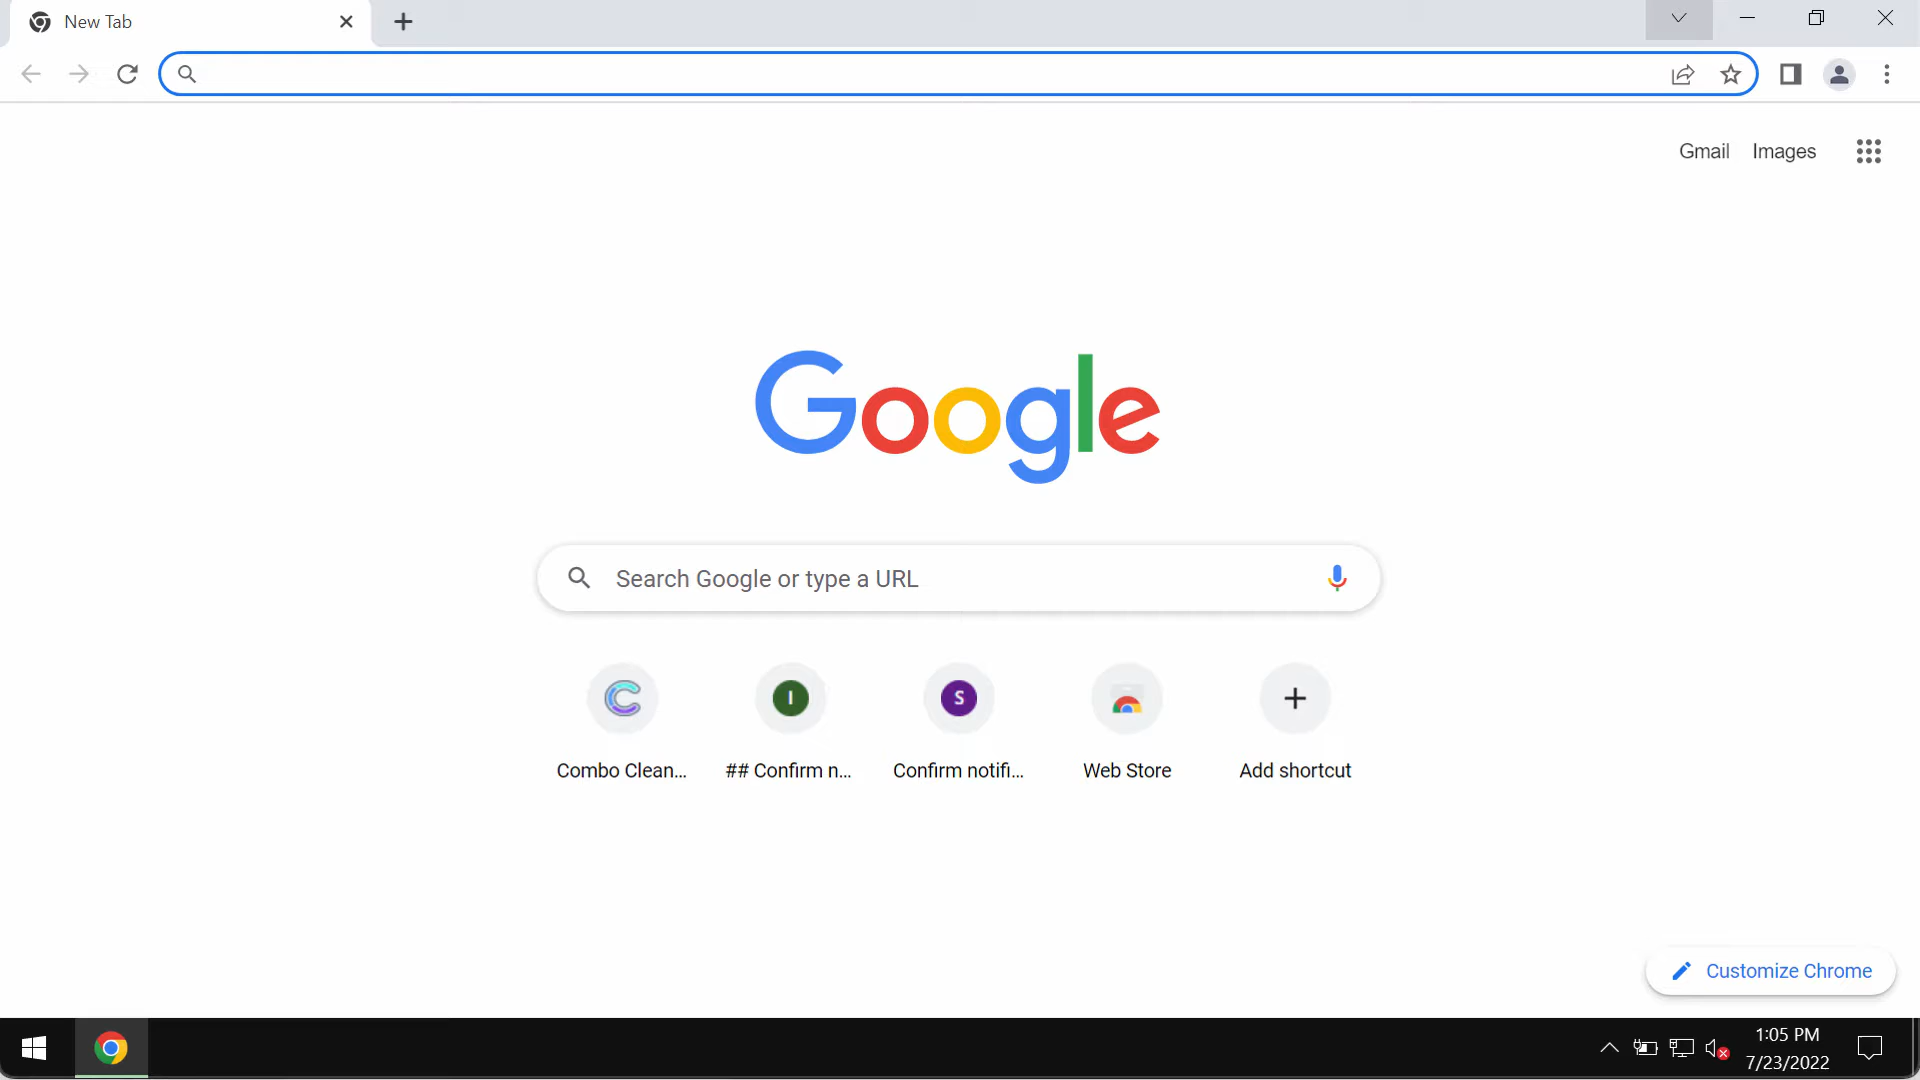 New Tab
Gmail Images
Google
Search Google or type a URL
I
S
Combo Clean...
## Confirm n...
Confirm notifi...
Web Store
Add shortcut
Customize Chrome
1:05 PM
7/23/2022